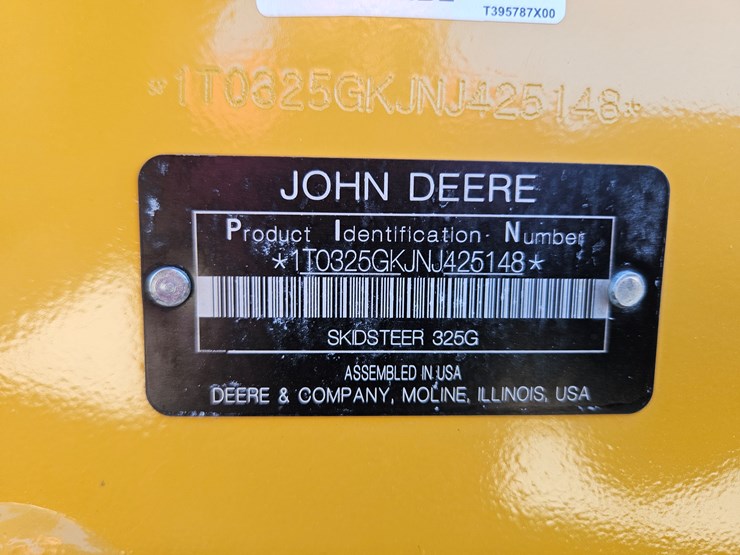 T395787X00
*1T0325GKJNJ425148*
JOHN DEERE
Product Identification Number
*1T0325GKJNJ425148*
SKIDSTEER 325G
ASSEMBLED IN USA
DEERE & COMPANY, MOLINE, ILLINOIS, USA